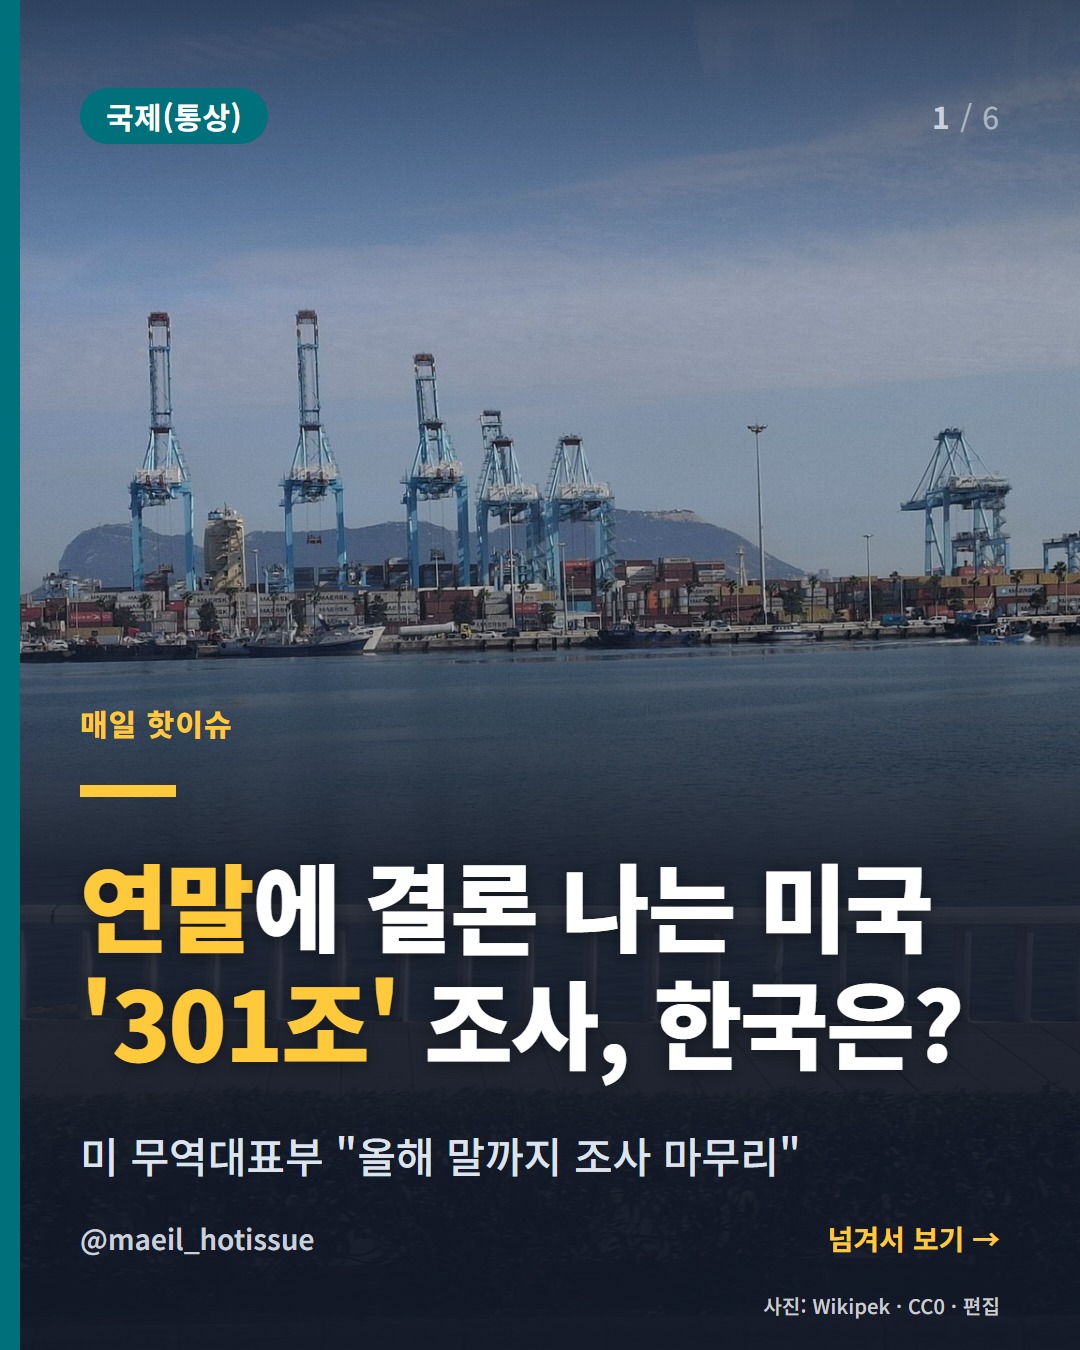 국제(통상)
1 / 6
매일 핫이슈
연말에 결론 나는 미국
'301조' 조사, 한국은?
미 무역대표부 "올해 말까지 조사 마무리"
@maeil_hotissue
넘겨서 보기 →
사진: Wikipek · CC0 · 편집